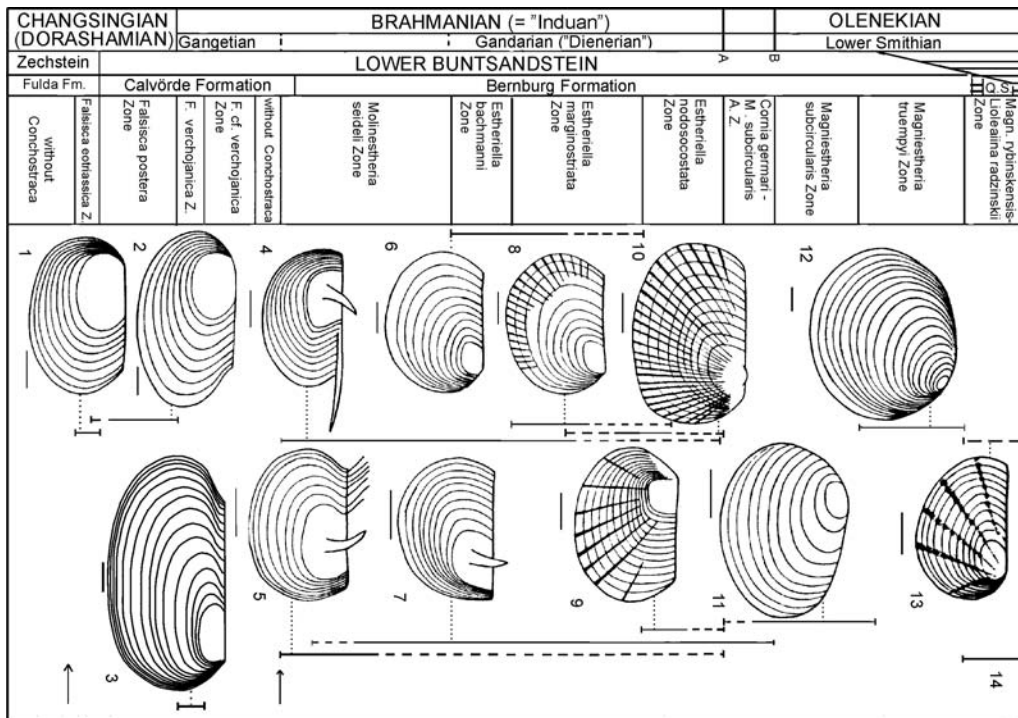 CHANGSINGIAN
(DORASHAMIAN)
BRAHMANIAN (= "Induan")
OLENEKIAN
Gangetian
Gandarian ("Dienerian")
A
B
Lower Smithian
Zechstein
LOWER BUNTSANDSTEIN
Fulda Fm.
Calvörde Formation
Bernburg Formation
Q.S.
without
Conchostraca
Falsisca eotriassica Z.
Falsisca postera
Zone
F. verchojanica Z.
F. cf. verchojanica
Zone
without Conchostraca
Molinestheria
seideli Zone
Estheriella
bachmanni
Zone
Estheriella
marginostriata
Zone
Estheriella
nodosocostata
Zone
Cornia germari -
M. subcircularis
A. Z.
Magniestheria
subcircularis Zone
Magniestheria
truempyi Zone
Magn. rybinskensis-
Lioleaiina radzinskii
Zone
1
2
4
6
8
10
12
3
5
7
9
11
13
14